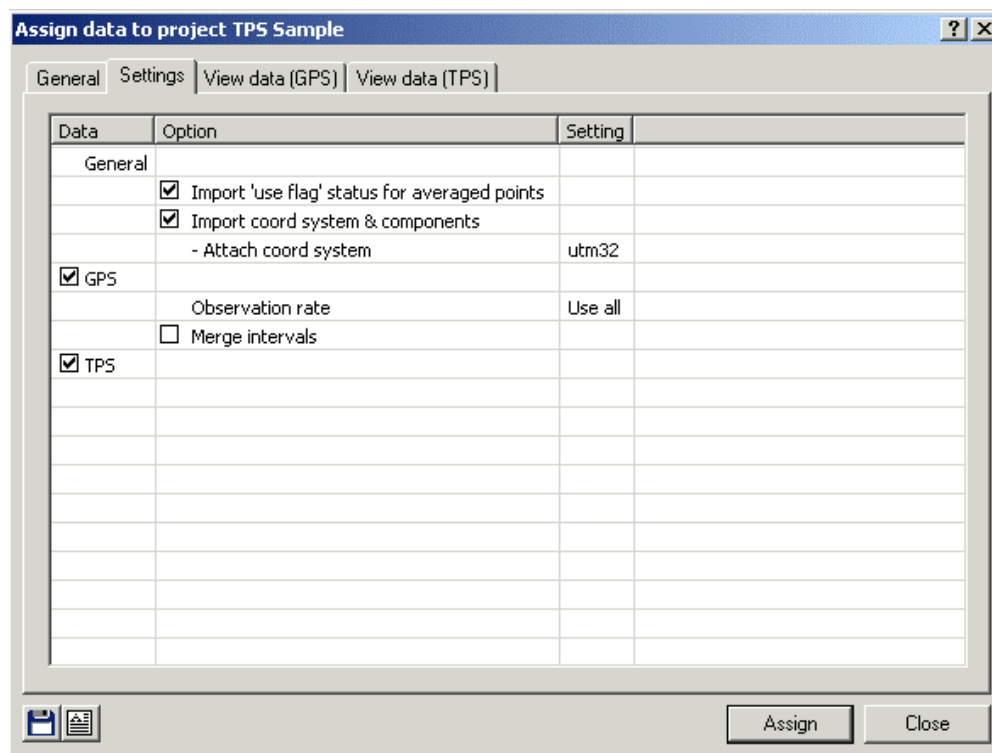 Assign data to project TPS Sample
General Settings View data (GPS) View data (TPS)
Data Option Setting
General
Import 'use flag' status for averaged points
Import coord system & components
- Attach coord system utm32
GPS
Observation rate Use all
Merge intervals
TPS
Assign Close